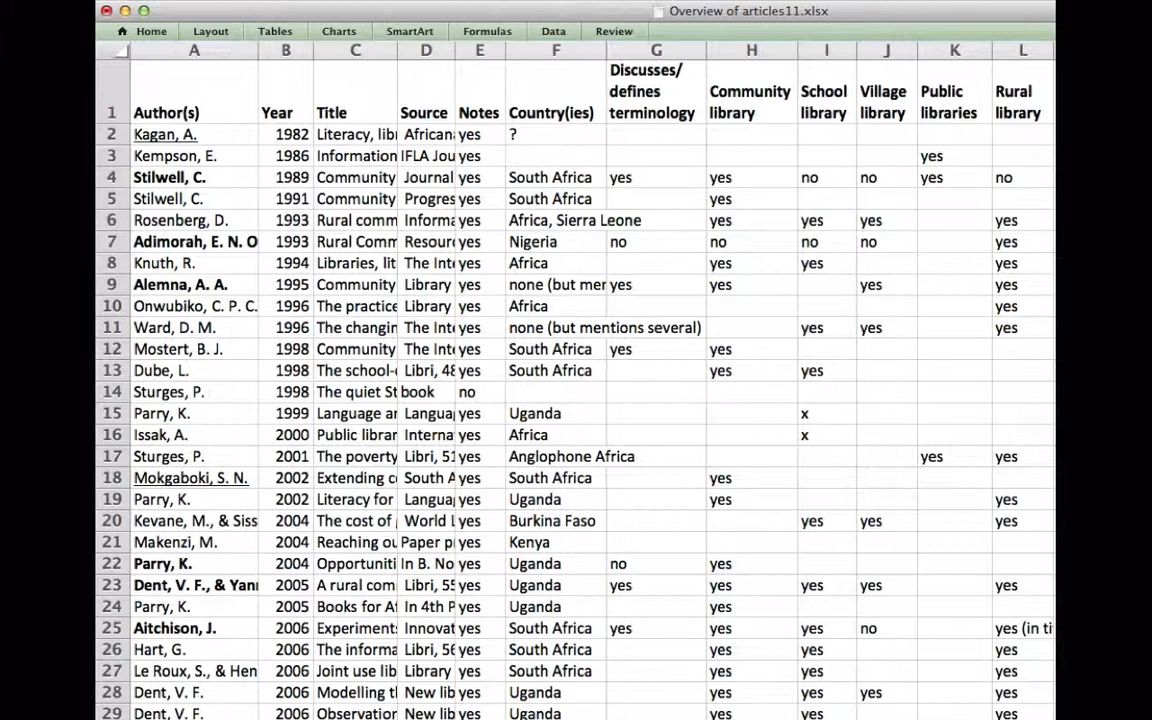 Overview of articles11.xlsx
Home Layout Tables Charts SmartArt Formulas Data Review
A B C D E F G H I J K L
1 Author(s) Year Title Source Notes Country(ies) Discusses/ defines terminology Community library School library Village library Public libraries Rural library
2 Kagan, A. 1982 Literacy, lib African yes ?
3 Kempson, E. 1986 Information IFLA Jou yes yes
4 Stilwell, C. 1989 Community Journal yes South Africa yes yes no no yes no
5 Stilwell, C. 1991 Community Progres yes South Africa yes
6 Rosenberg, D. 1993 Rural comm Informa yes Africa, Sierra Leone yes yes yes yes
7 Adimorah, E. N. O 1993 Rural Comm Resour yes Nigeria no no no no yes
8 Knuth, R. 1994 Libraries, lit The Int yes Africa yes yes yes
9 Alemna, A. A. 1995 Community Library yes none (but mer yes yes yes yes
10 Onwubiko, C. P. C. 1996 The practice Library yes Africa yes
11 Ward, D. M. 1996 The changin The Int yes none (but mentions several) yes yes yes
12 Mostert, B. J. 1998 Community The Int yes South Africa yes yes
13 Dube, L. 1998 The school- Libri, 48 yes South Africa yes yes
14 Sturges, P. 1998 The quiet St book no
15 Parry, K. 1999 Language ar Langua yes Uganda x
16 Issak, A. 2000 Public librar Interna yes Africa x
17 Sturges, P. 2001 The poverty Libri, 51 yes Anglophone Africa yes yes
18 Mokgaboki, S. N. 2002 Extending c South A yes South Africa yes
19 Parry, K. 2002 Literacy for Langua yes Uganda yes yes
20 Kevane, M., & Siss 2004 The cost of World L yes Burkina Faso yes yes yes
21 Makenzi, M. 2004 Reaching ou Paper p yes Kenya
22 Parry, K. 2004 Opportuniti In B. No yes Uganda no yes
23 Dent, V. F., & Yan 2005 A rural com Libri, 55 yes Uganda yes yes yes yes yes
24 Parry, K. 2005 Books for Af In 4th P yes Uganda yes
25 Aitchison, J. 2006 Experiment Innovat yes South Africa yes yes yes no yes (in ti
26 Hart, G. 2006 The informa Libri, 56 yes South Africa yes yes yes
27 Le Roux, S., & Hen 2006 Joint use lib Library yes South Africa yes yes yes
28 Dent, V. F. 2006 Modelling t New lib yes Uganda yes yes yes yes
29 Dent, V. F. 2006 Observation New lib yes Uganda yes yes yes